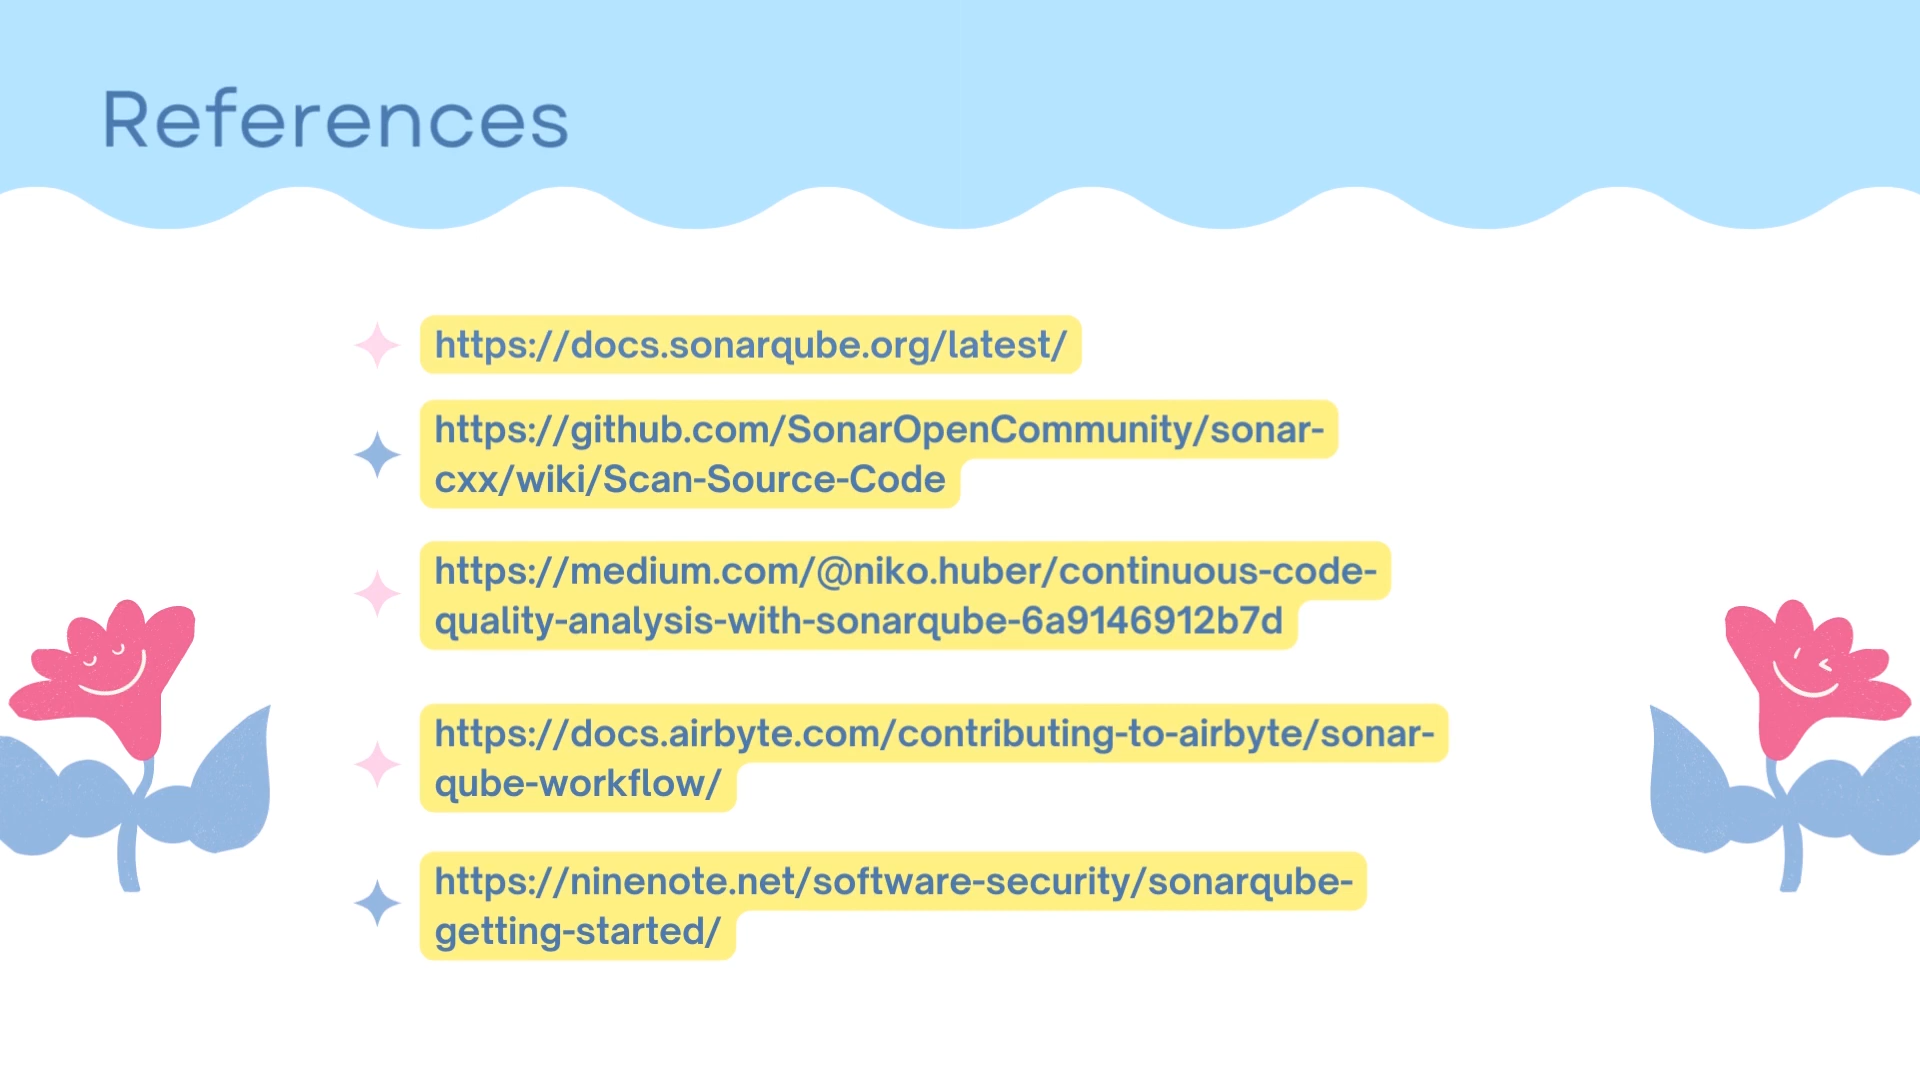 References
https://docs.sonarqube.org/latest/
https://github.com/SonarOpenCommunity/sonar-
cxx/wiki/Scan-Source-Code
https://medium.com/@niko.huber/continuous-code-
quality-analysis-with-sonarqube-6a9146912b7d
https://docs.airbyte.com/contributing-to-airbyte/sonar-
qube-workflow/
https://ninenote.net/software-security/sonarqube-
getting-started/